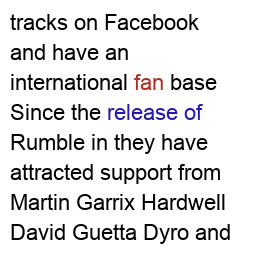 tracks on Facebook
and have an
international fan base
Since the release of
Rumble in they have
attracted support from
Martin Garrix Hardwell
David Guetta Dyro and